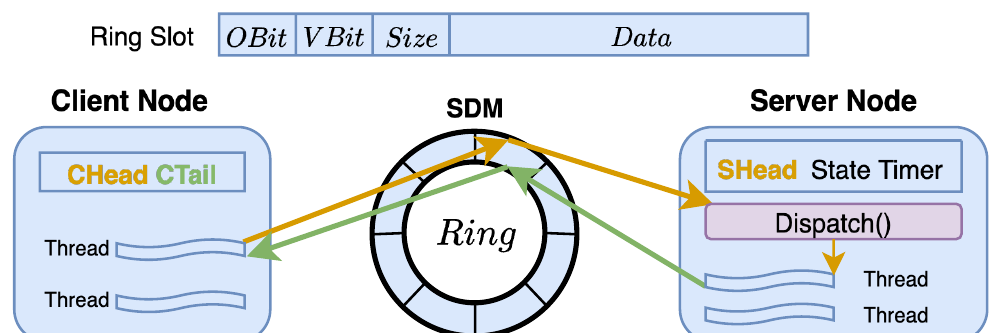 Ring Slot OBit VBit Size Data
Client Node SDM Server Node
CHead CTail SHead State Timer
Dispatch()
Ring
Thread Thread
Thread Thread